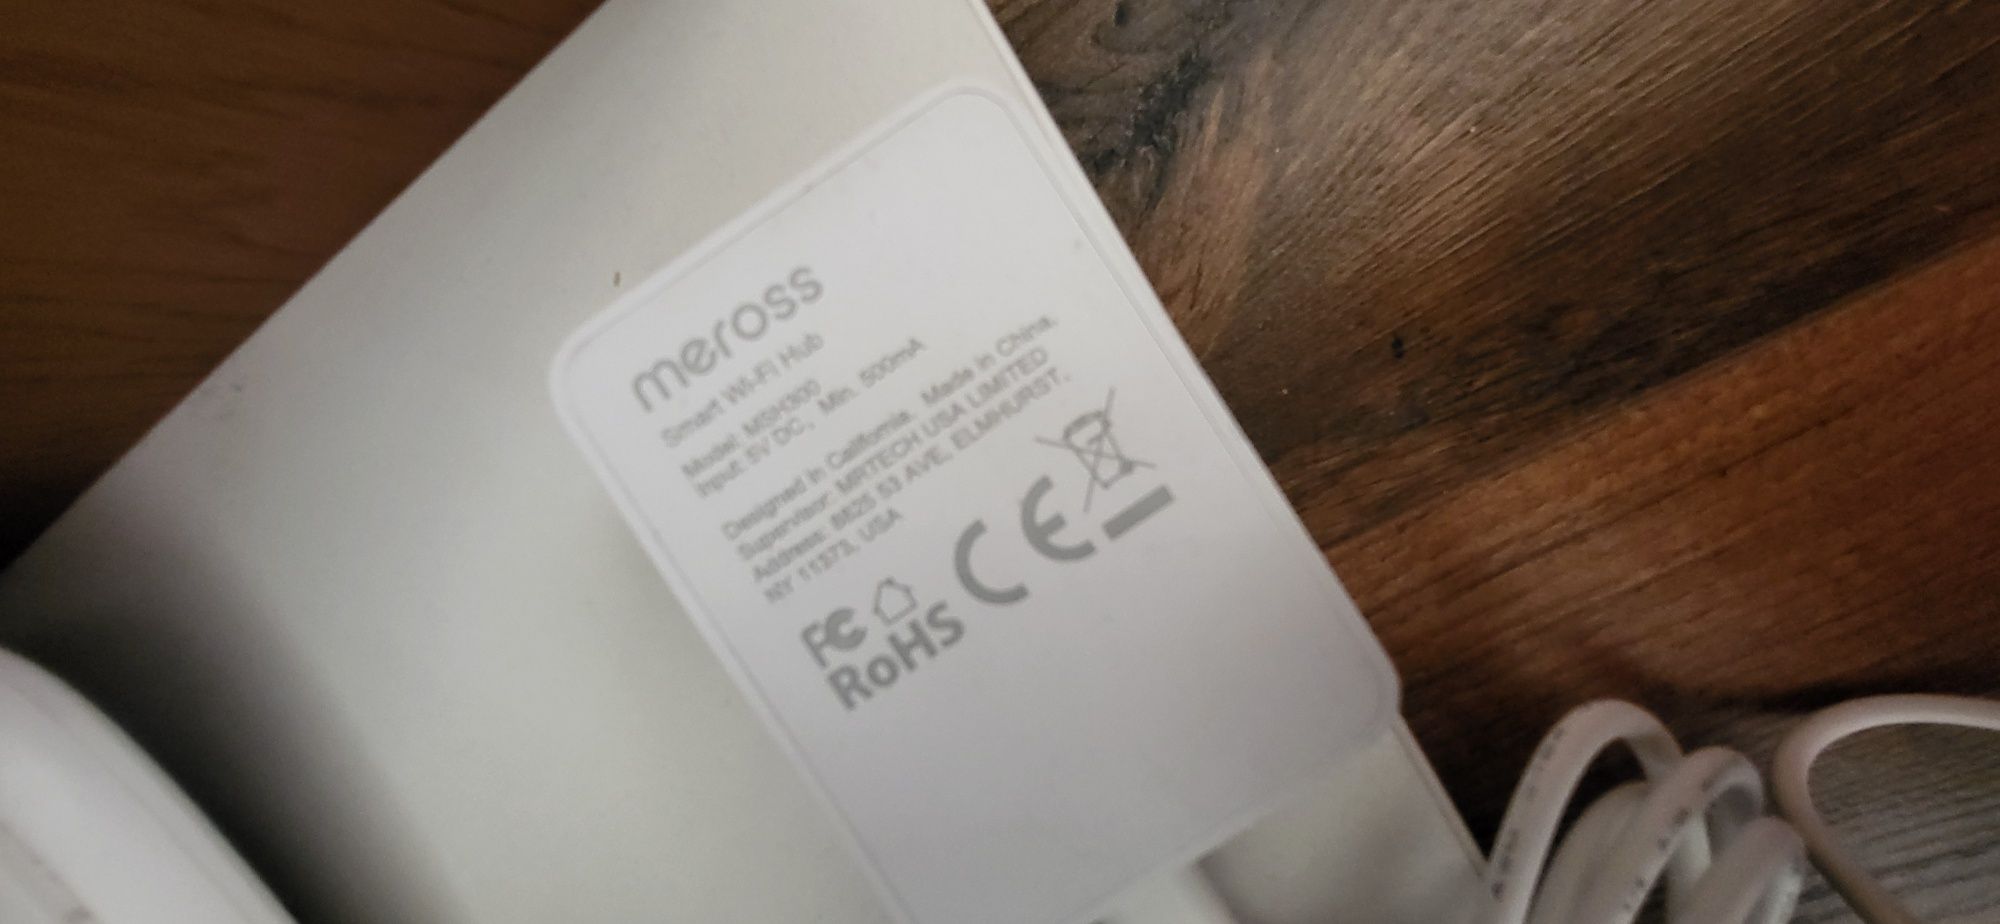 meross
Smart Wi-Fi Hub
Model: MSH300
Input: 5V DC, Min. 500mA
Designed in California. Made in China.
Supervisor: MRTECH USA LIMITED
Address: 8625 53 AVE, ELMHURST,
NY 11373, USA
FC
RoHS
CE